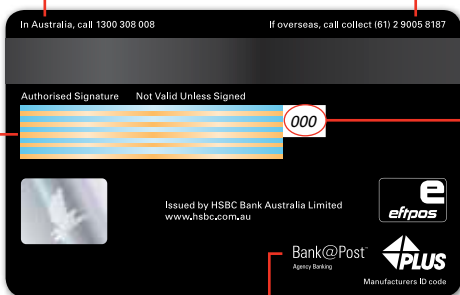 In Australia, call 1300 308 008
If overseas, call collect (61) 2 9005 8187
Authorised Signature Not Valid Unless Signed
000
Issued by HSBC Bank Australia Limited
www.hsbc.com.au
e
eftpos
Bank@Post™
Agency Banking
PLUS
Manufacturers ID code